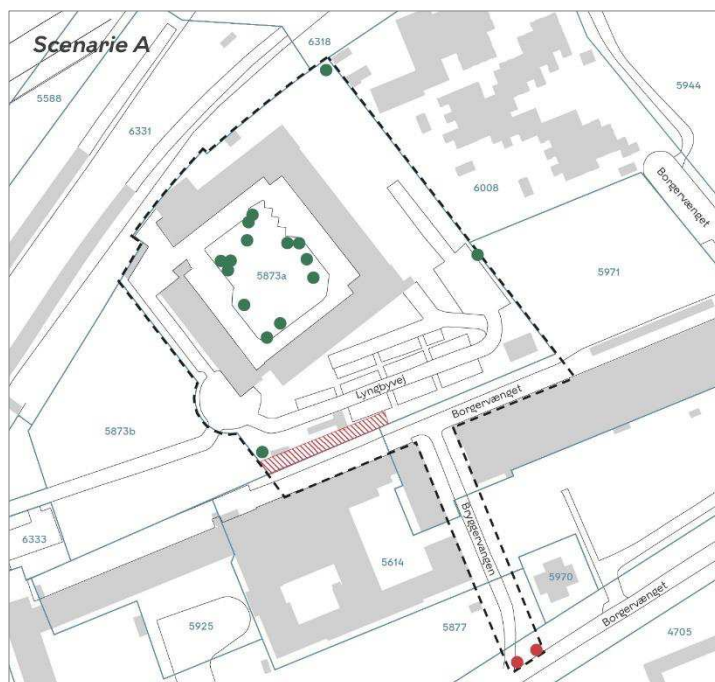 Scenarie A
6318
5588
6331
5944
6008
Borgervænget
5873a
5971
Lyngbyvej
Borgervænget
5873b
6333
Bryggervangen
5614
5970
5925
5877
Borgervænget
4705